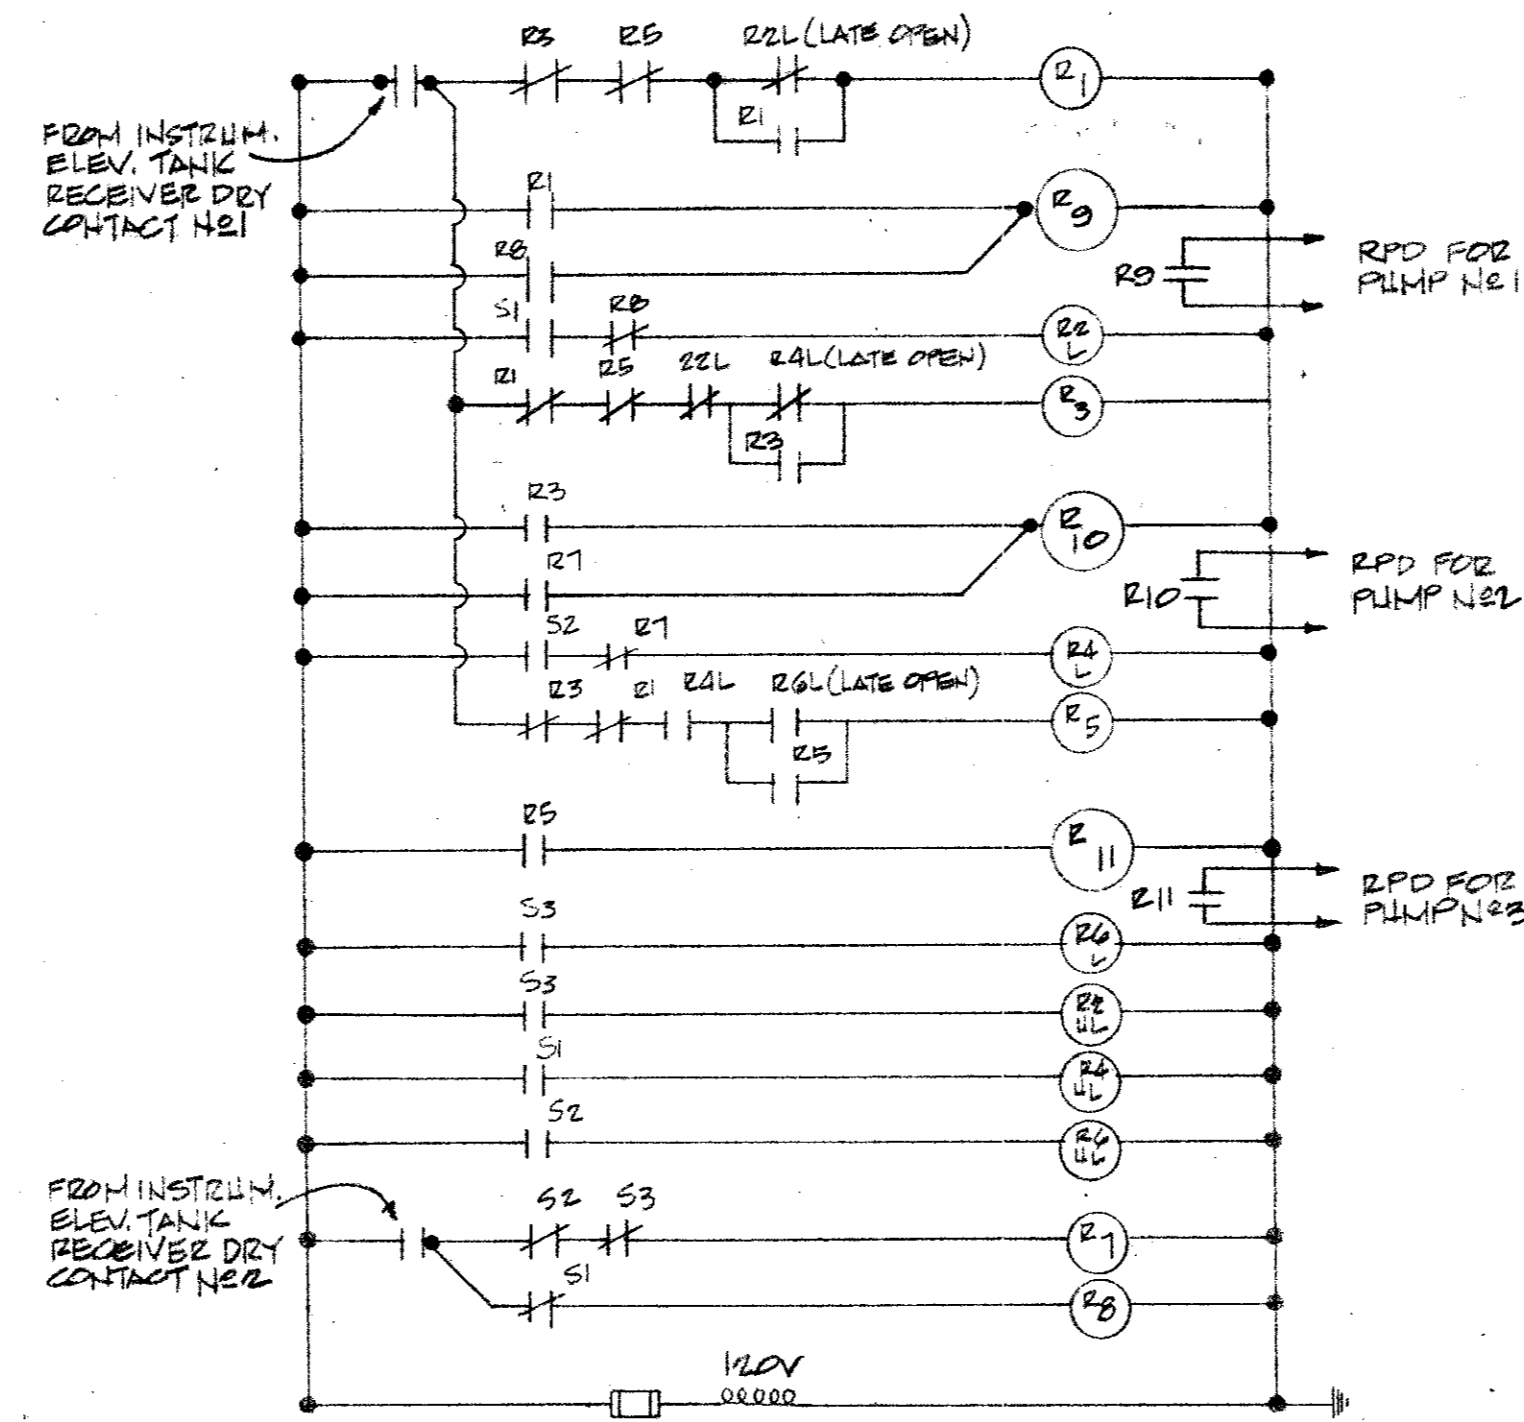 R3 R5 R2L (LATE OPEN)
R1
R1
FROM INSTRUM.
ELEV. TANK
RECEIVER DRY
CONTACT Nº1
R1
R9
R8
R9
RPD FOR
PUMP Nº1
S1 R8
R2
L
R1 R5 22L R4L (LATE OPEN)
R3
R3
R3
R10
R7
R10
RPD FOR
PUMP Nº2
S2 R7
R4
L
R3 R1 R4L R6L (LATE OPEN)
R5
R5
R5
R11
R11
RPD FOR
PUMP Nº3
S3
R6
L
S3
R2
UL
S1
R4
UL
S2
R6
UL
FROM INSTRUM.
ELEV. TANK
RECEIVER DRY
CONTACT Nº2
S2 S3
R7
S1
R8
120V